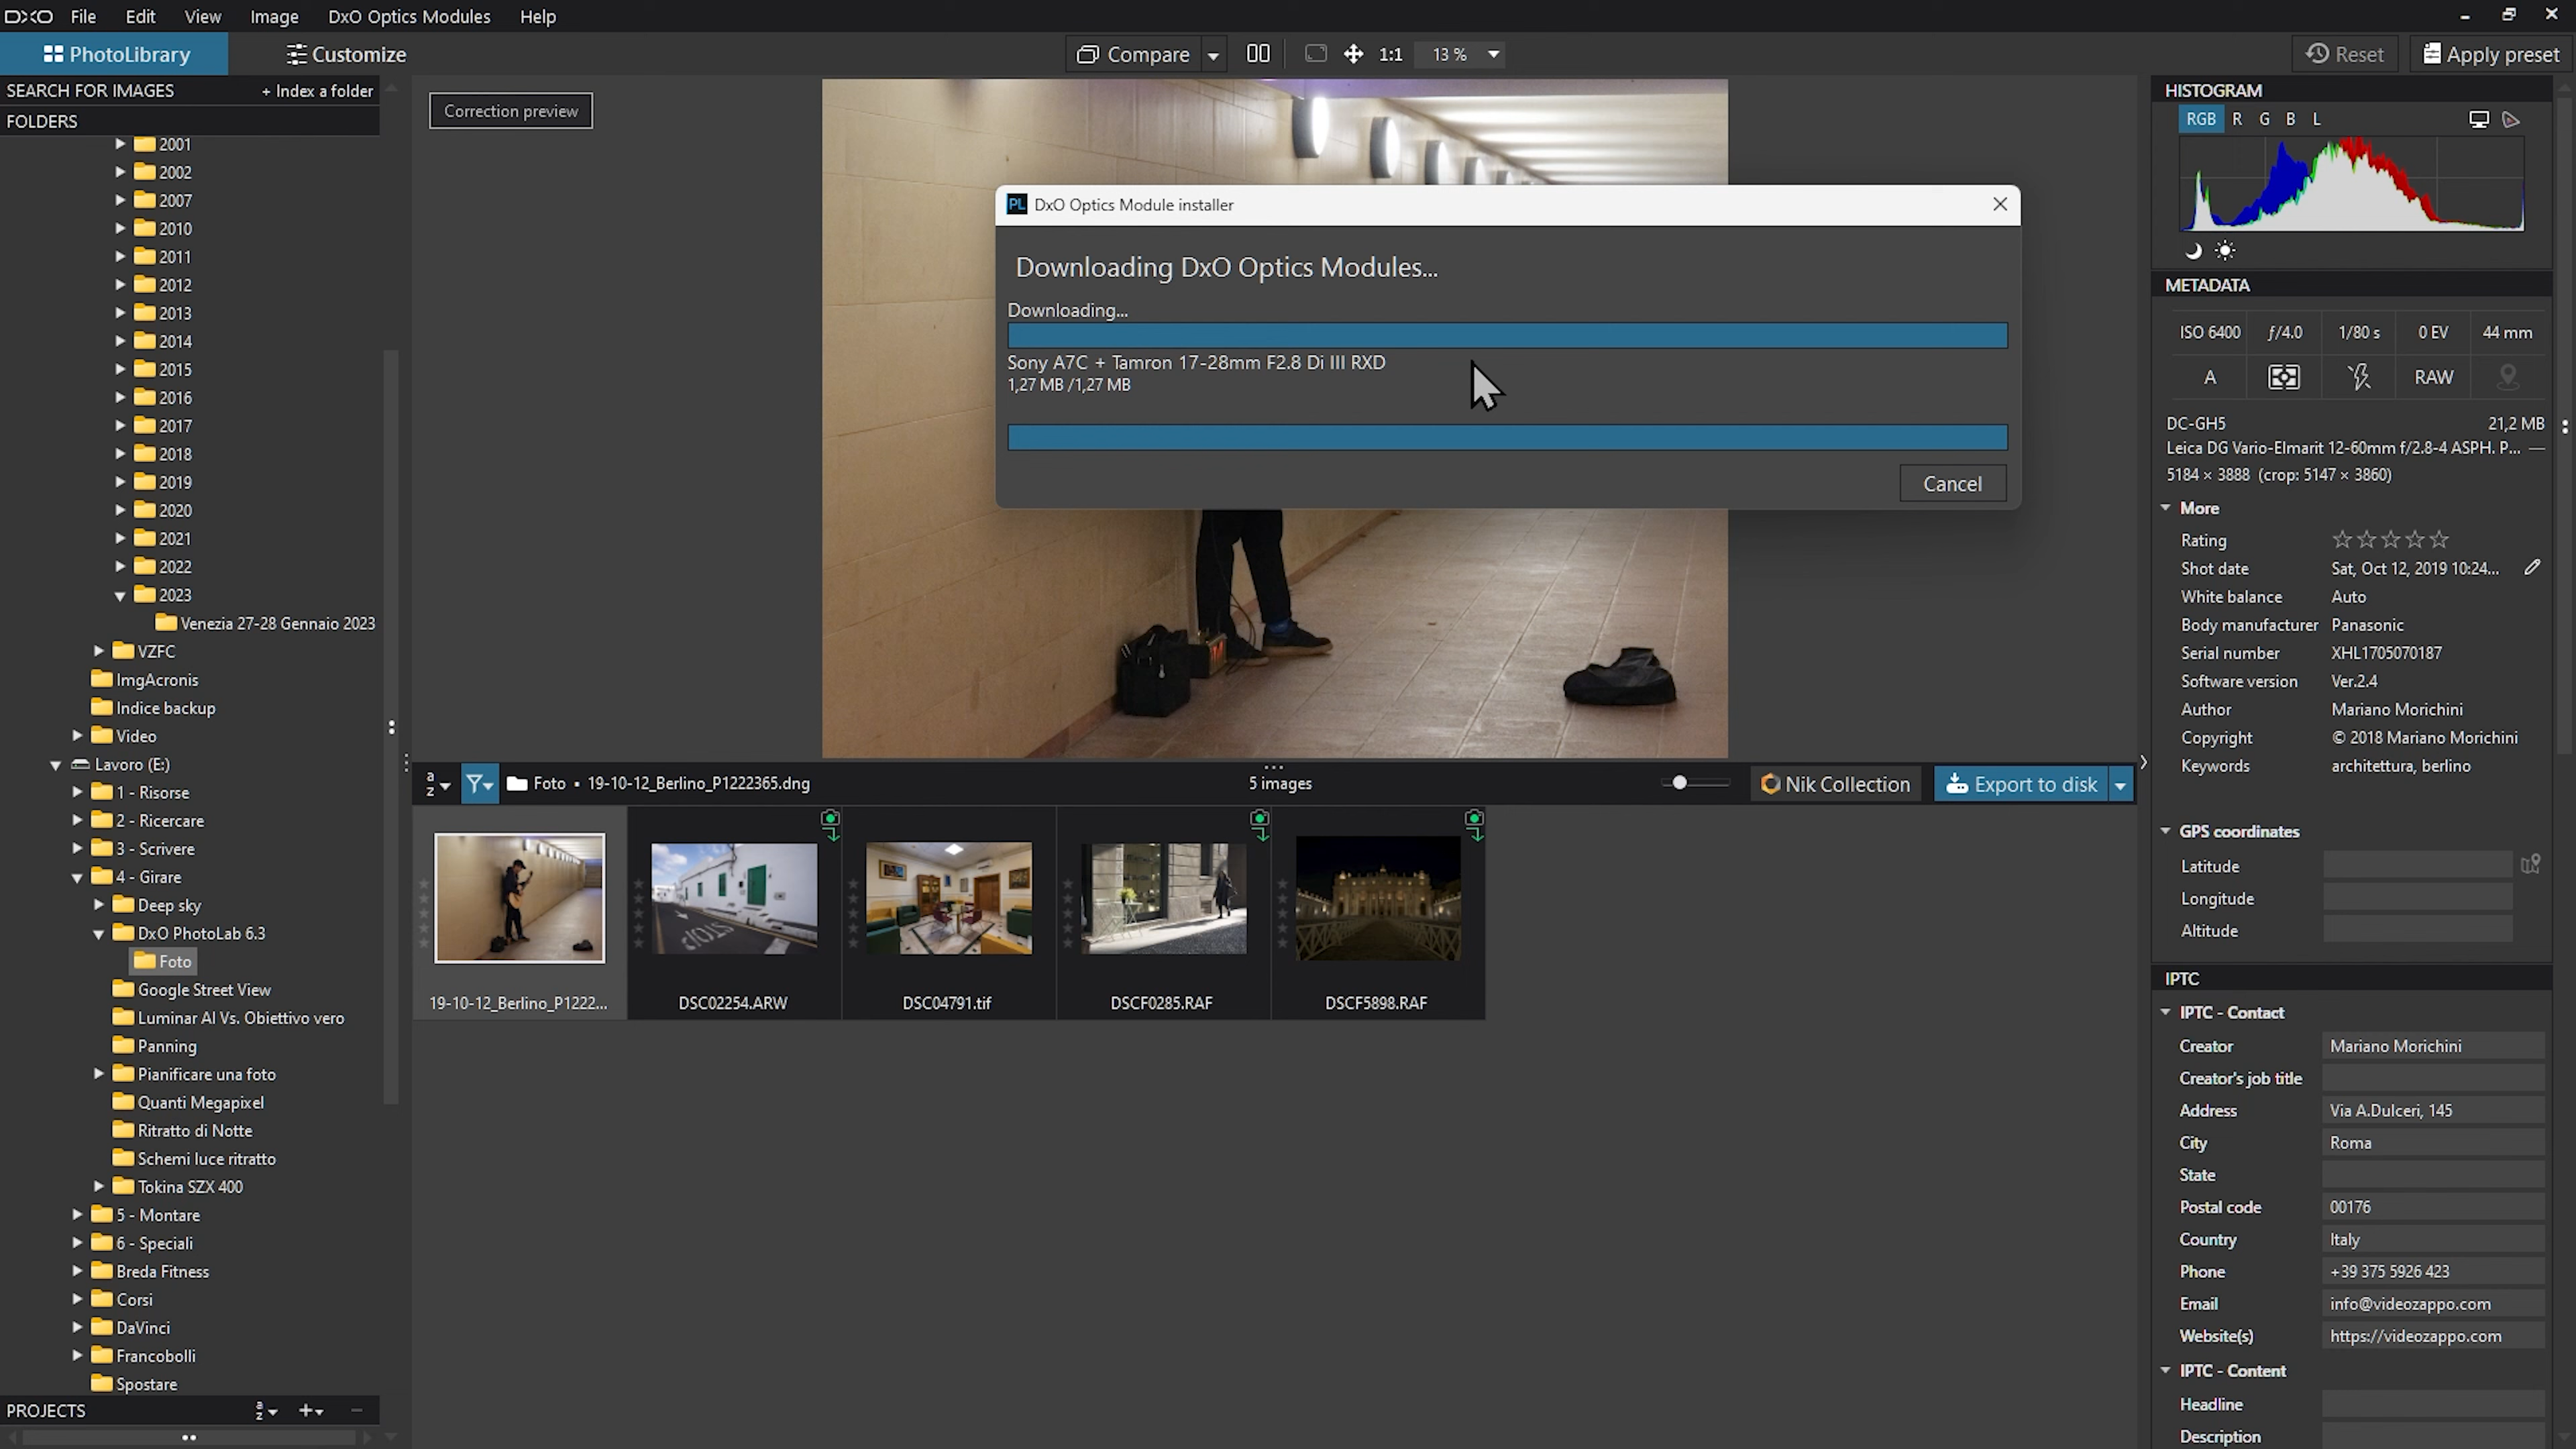 DXO File Edit View Image DxO Optics Modules Help
PhotoLibrary Customize Compare 1:1 13 % Reset Apply preset
SEARCH FOR IMAGES + Index a folder
FOLDERS
2001
2002
2007
2010
2011
2012
2013
2014
2015
2016
2017
2018
2019
2020
2021
2022
2023
Venezia 27-28 Gennaio 2023
VZFC
ImgAcronis
Indice backup
Video
Lavoro (E:)
1 - Risorse
2 - Ricercare
3 - Scrivere
4 - Girare
Deep sky
DxO PhotoLab 6.3
Foto
Google Street View
Luminar AI Vs. Obiettivo vero
Panning
Pianificare una foto
Quanti Megapixel
Ritratto di Notte
Schemi luce ritratto
Tokina SZX 400
5 - Montare
6 - Speciali
Breda Fitness
Corsi
DaVinci
Francobolli
Spostare
PROJECTS a z
Correction preview
PL DxO Optics Module installer
Downloading DxO Optics Modules...
Downloading...
Sony A7C + Tamron 17-28mm F2.8 Di III RXD
1,27 MB /1,27 MB
Cancel
a z Foto • 19-10-12_Berlino_P1222365.dng 5 images Nik Collection Export to disk
STOP
19-10-12_Berlino_P1222... DSC02254.ARW DSC04791.tif DSCF0285.RAF DSCF5898.RAF
HISTOGRAM
RGB R G B L
METADATA
ISO 6400 ƒ/4.0 1/80 s 0 EV 44 mm
A RAW
DC-GH5 21,2 MB
Leica DG Vario-Elmarit 12-60mm f/2.8-4 ASPH. P... —
5184 × 3888 (crop: 5147 × 3860)
More
Rating
Shot date Sat, Oct 12, 2019 10:24...
White balance Auto
Body manufacturer Panasonic
Serial number XHL1705070187
Software version Ver.2.4
Author Mariano Morichini
Copyright © 2018 Mariano Morichini
Keywords architettura, berlino
GPS coordinates
Latitude
Longitude
Altitude
IPTC
IPTC - Contact
Creator Mariano Morichini
Creator's job title
Address Via A.Dulceri, 145
City Roma
State
Postal code 00176
Country Italy
Phone +39 375 5926 423
Email info@videozappo.com
Website(s) https://videozappo.com
IPTC - Content
Headline
Description